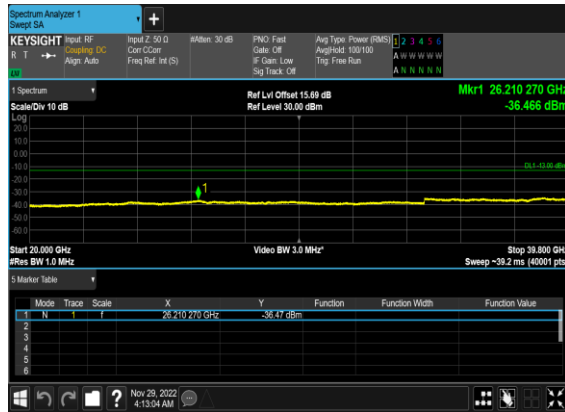 Spectrum Analyzer 1
Swept SA
+
KEYSIGHT Input: RF Input Z: 50 Ω #Atten: 30 dB PNO: Fast Avg Type: Power (RMS) 1 2 3 4 5 6
R T Coupling: DC Corr CCorr Gate: Off Avg|Hold: 100/100 A W W W W W
Align: Auto Freq Ref: Int (S) IF Gain: Low Trig: Free Run
LXI Sig Track: Off A N N N N N
1 Spectrum Ref Lvl Offset 15.69 dB Mkr1 26.210 270 GHz
Scale/Div 10 dB Ref Level 30.00 dBm -36.466 dBm
Log
20.0
10.0
0.00
-10.0 DL1 -13.00 dBm
-20.0
-30.0 1
-40.0
-50.0
-60.0
Start 20.000 GHz Video BW 3.0 MHz* Stop 39.800 GHz
#Res BW 1.0 MHz Sweep ~39.2 ms (40001 pts)
5 Marker Table
Mode Trace Scale X Y Function Function Width Function Value
1 N 1 f 26.210 270 GHz -36.47 dBm
2
3
4
5
6
? Nov 29, 2022
4:13:04 AM